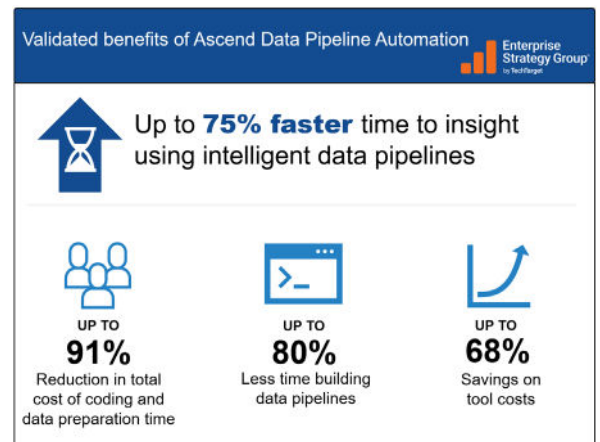 Validated benefits of Ascend Data Pipeline Automation
Enterprise
Strategy Group
by TechTarget
Up to 75% faster time to insight
using intelligent data pipelines
UP TO
91%
Reduction in total
cost of coding and
data preparation time
UP TO
80%
Less time building
data pipelines
UP TO
68%
Savings on
tool costs